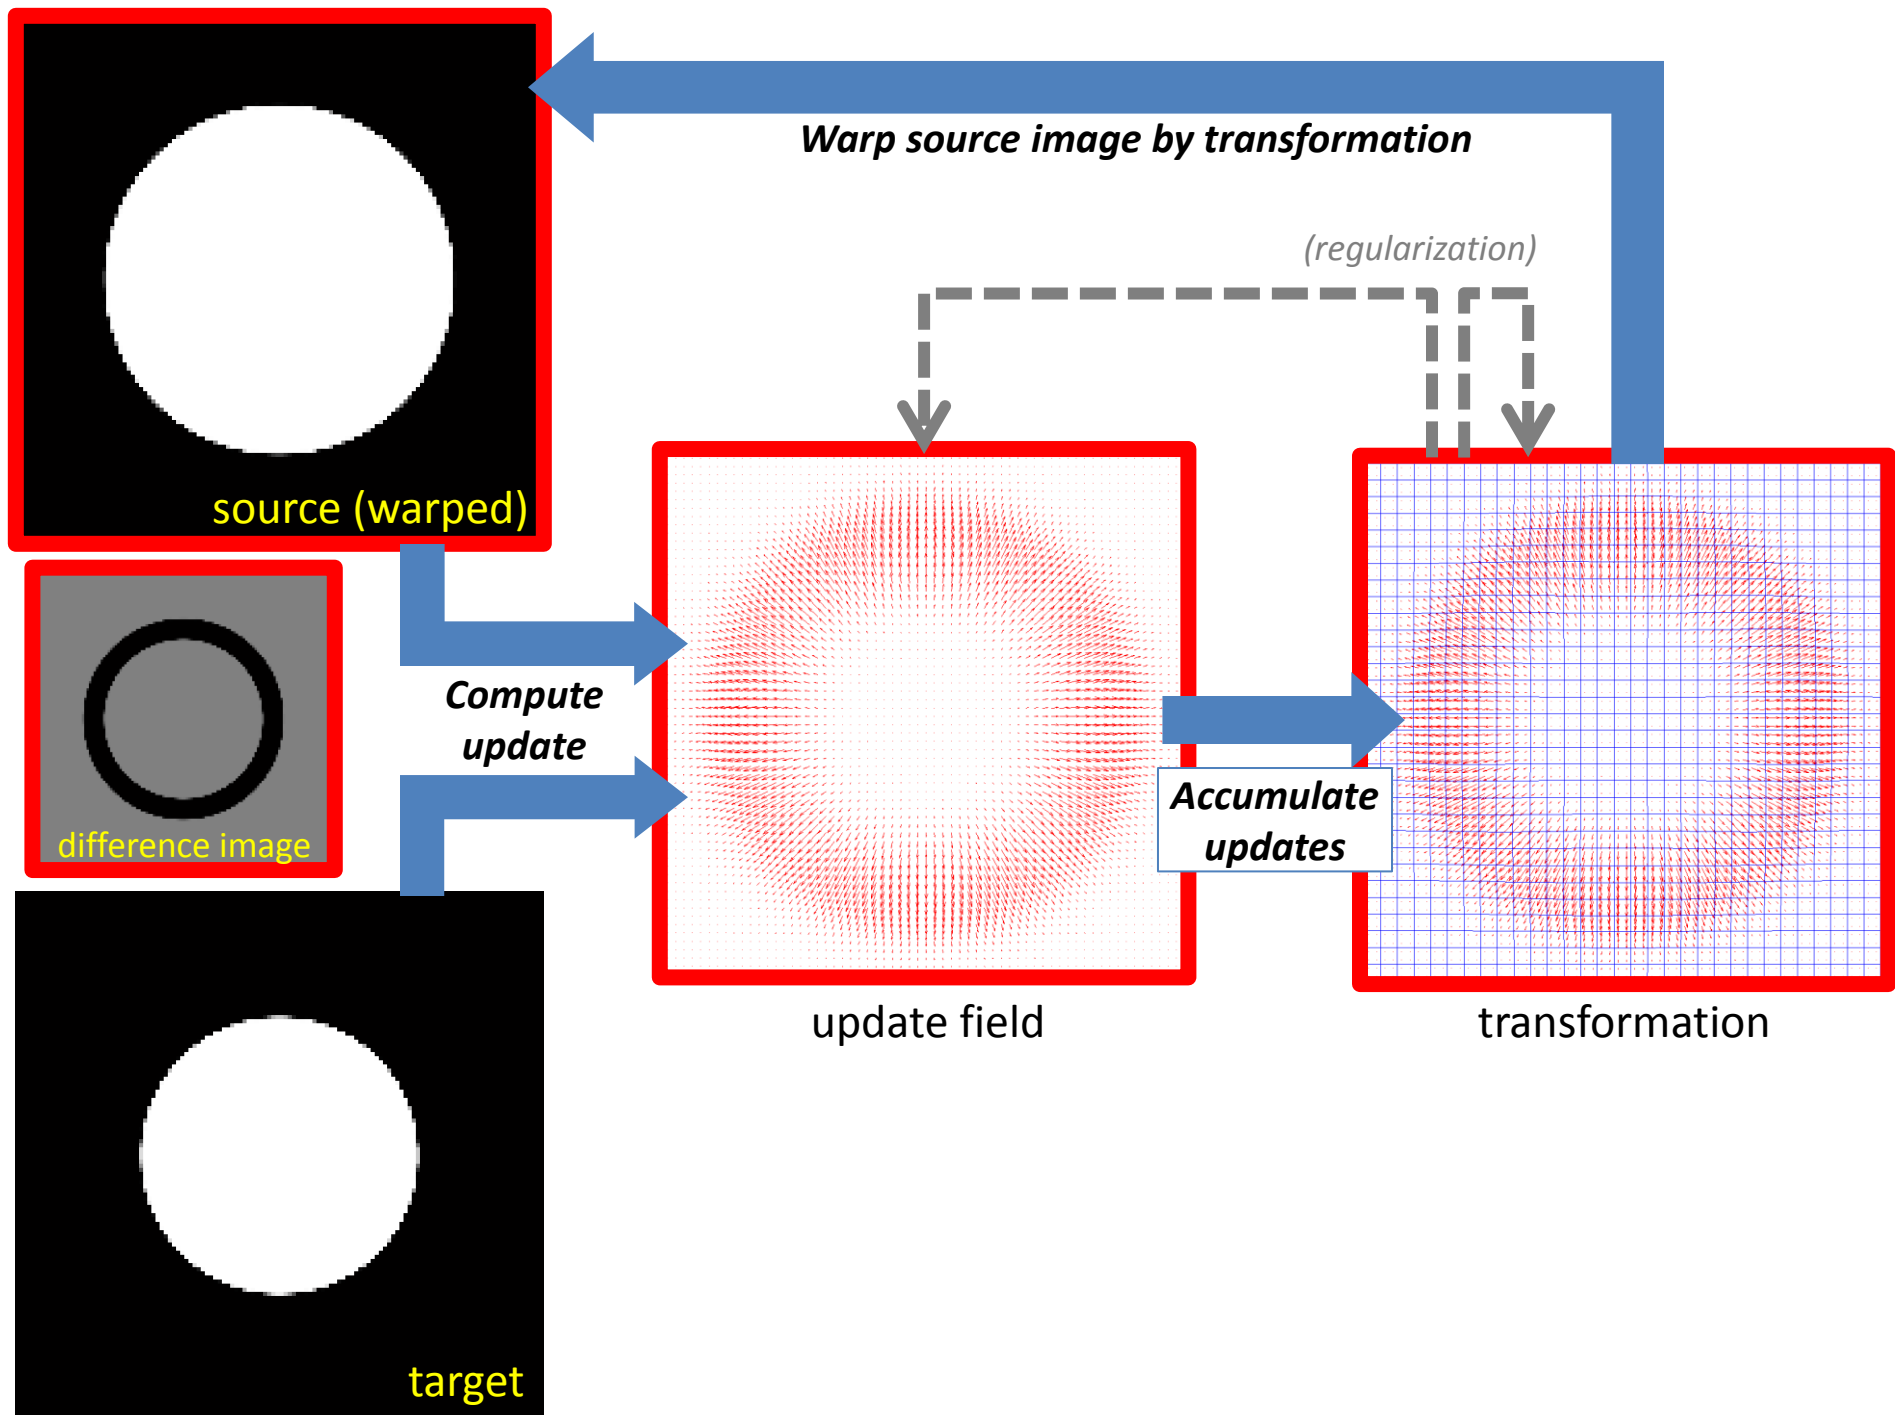 Warp source image by transformation
(regularization)
source (warped)
Compute
update
difference image
Accumulate
updates
update field
transformation
target